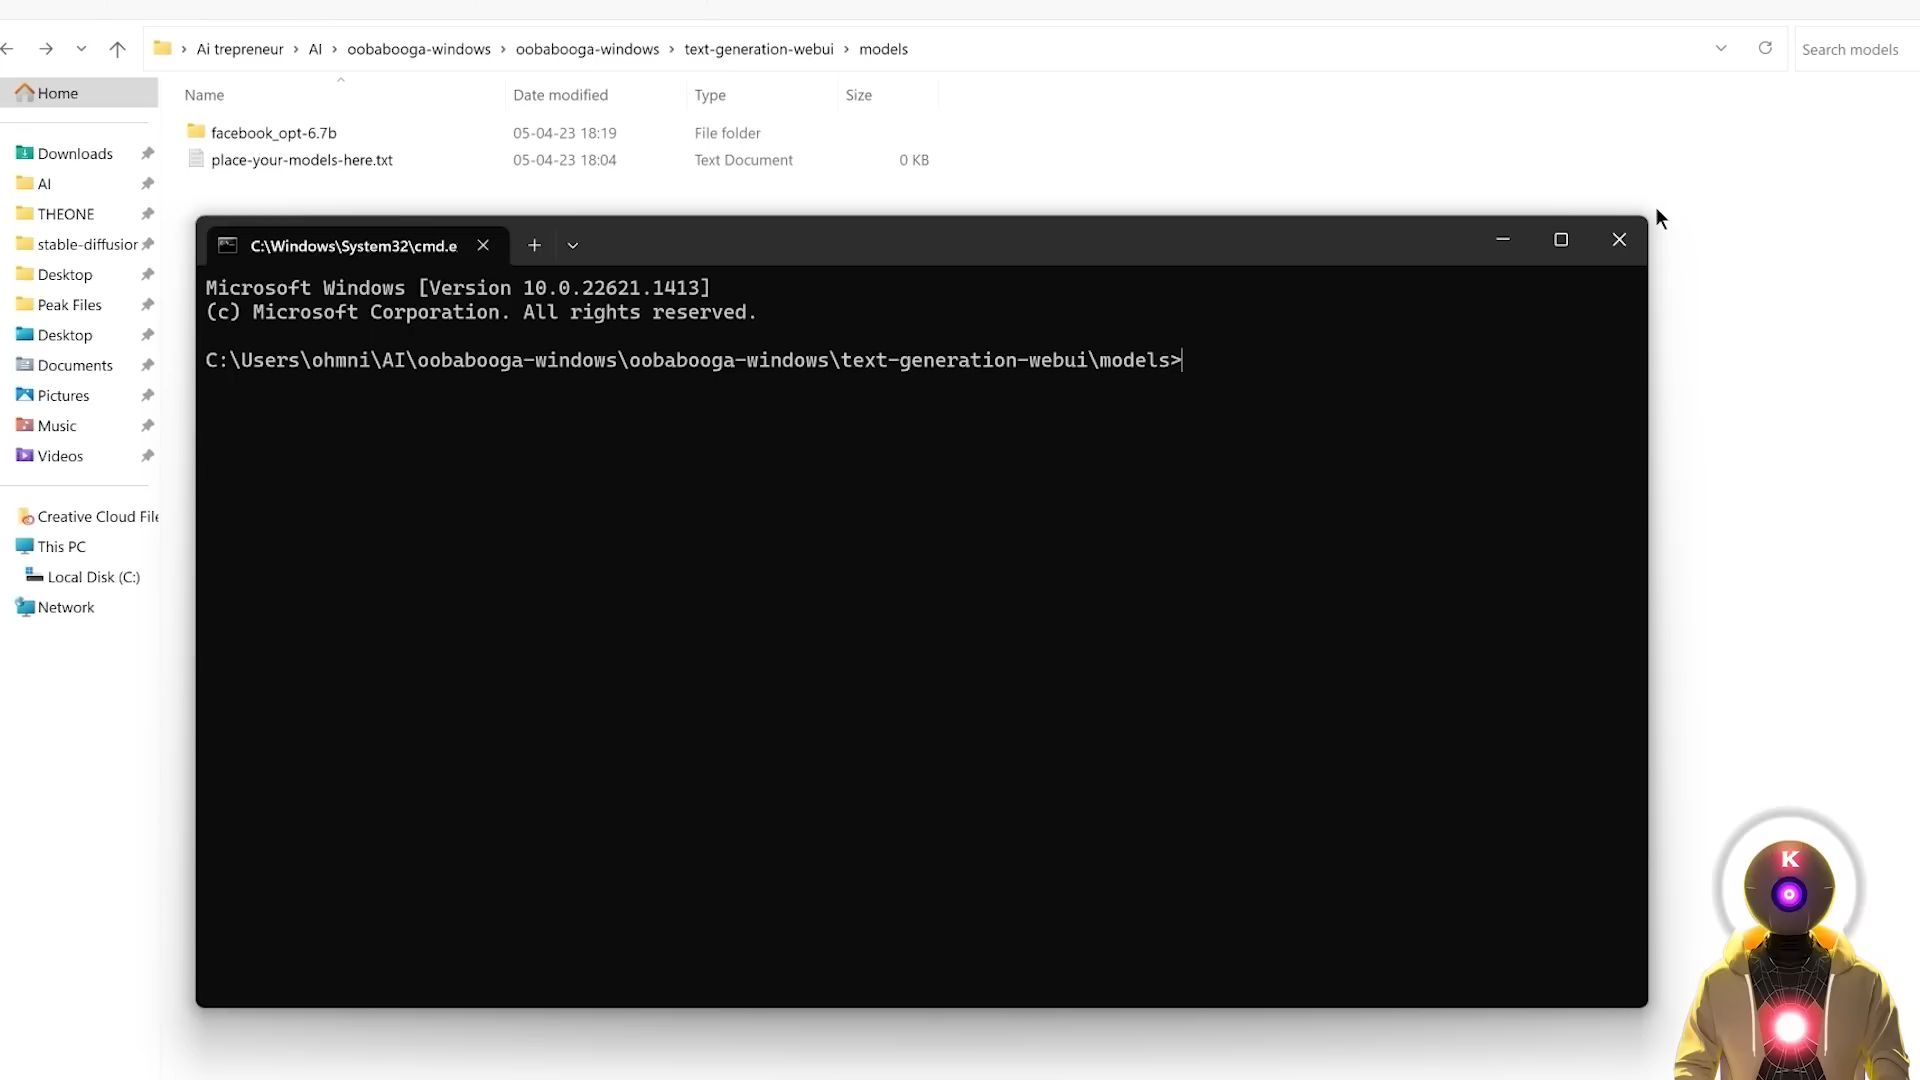 Ai trepreneur > AI > oobabooga-windows > oobabooga-windows > text-generation-webui > models
Search models
Home
Name Date modified Type Size
facebook_opt-6.7b 05-04-23 18:19 File folder
place-your-models-here.txt 05-04-23 18:04 Text Document 0 KB
Downloads
AI
THEONE
stable-diffusior
Desktop
Peak Files
Desktop
Documents
Pictures
Music
Videos
Creative Cloud File
This PC
Local Disk (C:)
Network
C:\Windows\System32\cmd.e
Microsoft Windows [Version 10.0.22621.1413]
(c) Microsoft Corporation. All rights reserved.
C:\Users\ohmni\AI\oobabooga-windows\oobabooga-windows\text-generation-webui\models>
K